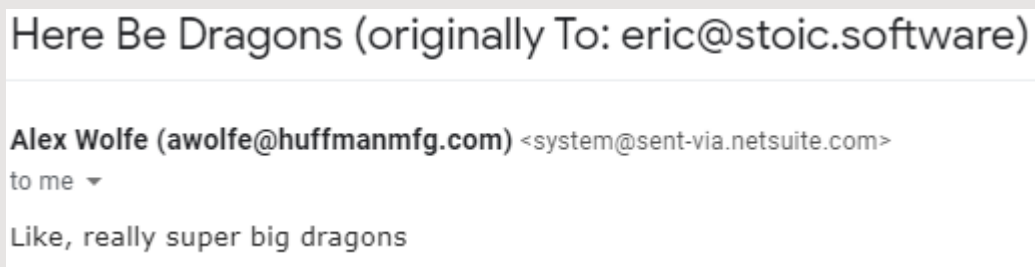 Here Be Dragons (originally To: eric@stoic.software)
Alex Wolfe (awolfe@huffmanmfg.com) <system@sent-via.netsuite.com>
to me
Like, really super big dragons